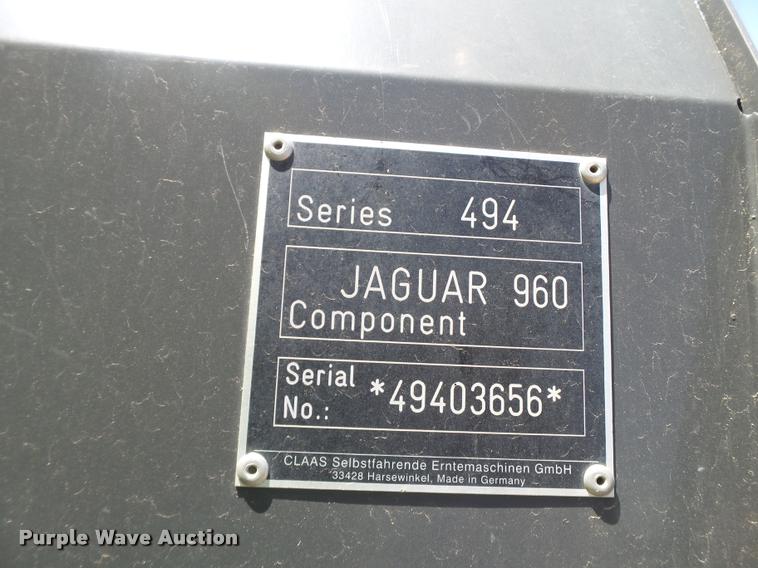 Series 494
JAGUAR 960
Component
Serial
No.: *49403656*
CLAAS Selbstfahrende Erntemaschinen GmbH
33428 Harsewinkel, Made in Germany
Purple Wave Auction